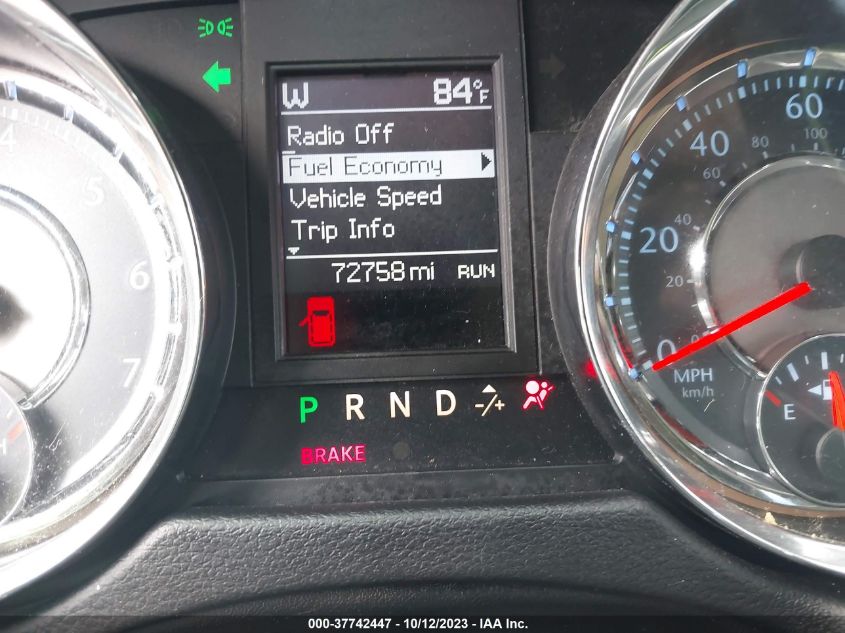 W 84°F
Radio Off
Fuel Economy
Vehicle Speed
Trip Info
72758 mi RUN
P R N D -/+
BRAKE
4
5
6
7
H
0
20
40
60
0
20
40
60
80
100
MPH
km/h
E
000-37742447 - 10/12/2023 - IAA Inc.